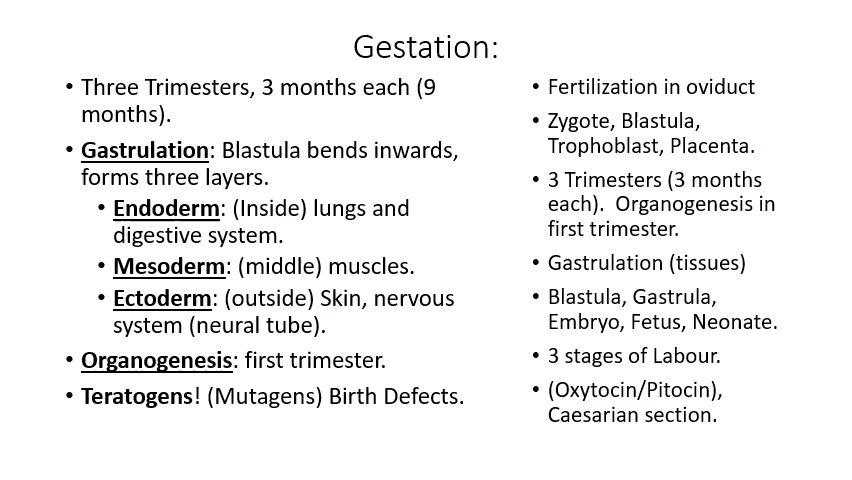 Gestation:
• Three Trimesters, 3 months each (9
months).
• Gastrulation: Blastula bends inwards,
forms three layers.
• Endoderm: (Inside) lungs and
digestive system.
• Mesoderm: (middle) muscles.
• Ectoderm: (outside) Skin, nervous
system (neural tube).
• Organogenesis: first trimester.
• Teratogens! (Mutagens) Birth Defects.
• Fertilization in oviduct
• Zygote, Blastula,
Trophoblast, Placenta.
• 3 Trimesters (3 months
each).  Organogenesis in
first trimester.
• Gastrulation (tissues)
• Blastula, Gastrula,
Embryo, Fetus, Neonate.
• 3 stages of Labour.
• (Oxytocin/Pitocin),
Caesarian section.